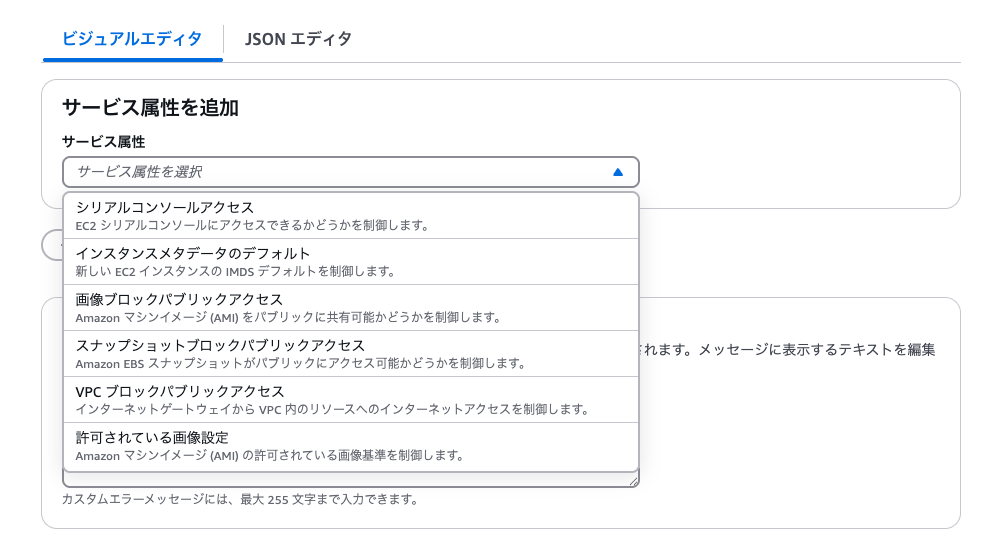 ビジュアルエディタ
JSON エディタ
サービス属性を追加
サービス属性
サービス属性を選択
シリアルコンソールアクセス
EC2 シリアルコンソールにアクセスできるかどうかを制御します。
インスタンスメタデータのデフォルト
新しい EC2 インスタンスの IMDS デフォルトを制御します。
画像ブロックパブリックアクセス
Amazon マシンイメージ (AMI) をパブリックに共有可能かどうかを制御します。
スナップショットブロックパブリックアクセス
Amazon EBS スナップショットがパブリックにアクセス可能かどうかを制御します。
されます。メッセージに表示するテキストを編集
VPC ブロックパブリックアクセス
インターネットゲートウェイから VPC 内のリソースへのインターネットアクセスを制御します。
許可されている画像設定
Amazon マシンイメージ (AMI) の許可されている画像基準を制御します。
カスタムエラーメッセージには、最大 255 文字まで入力できます。